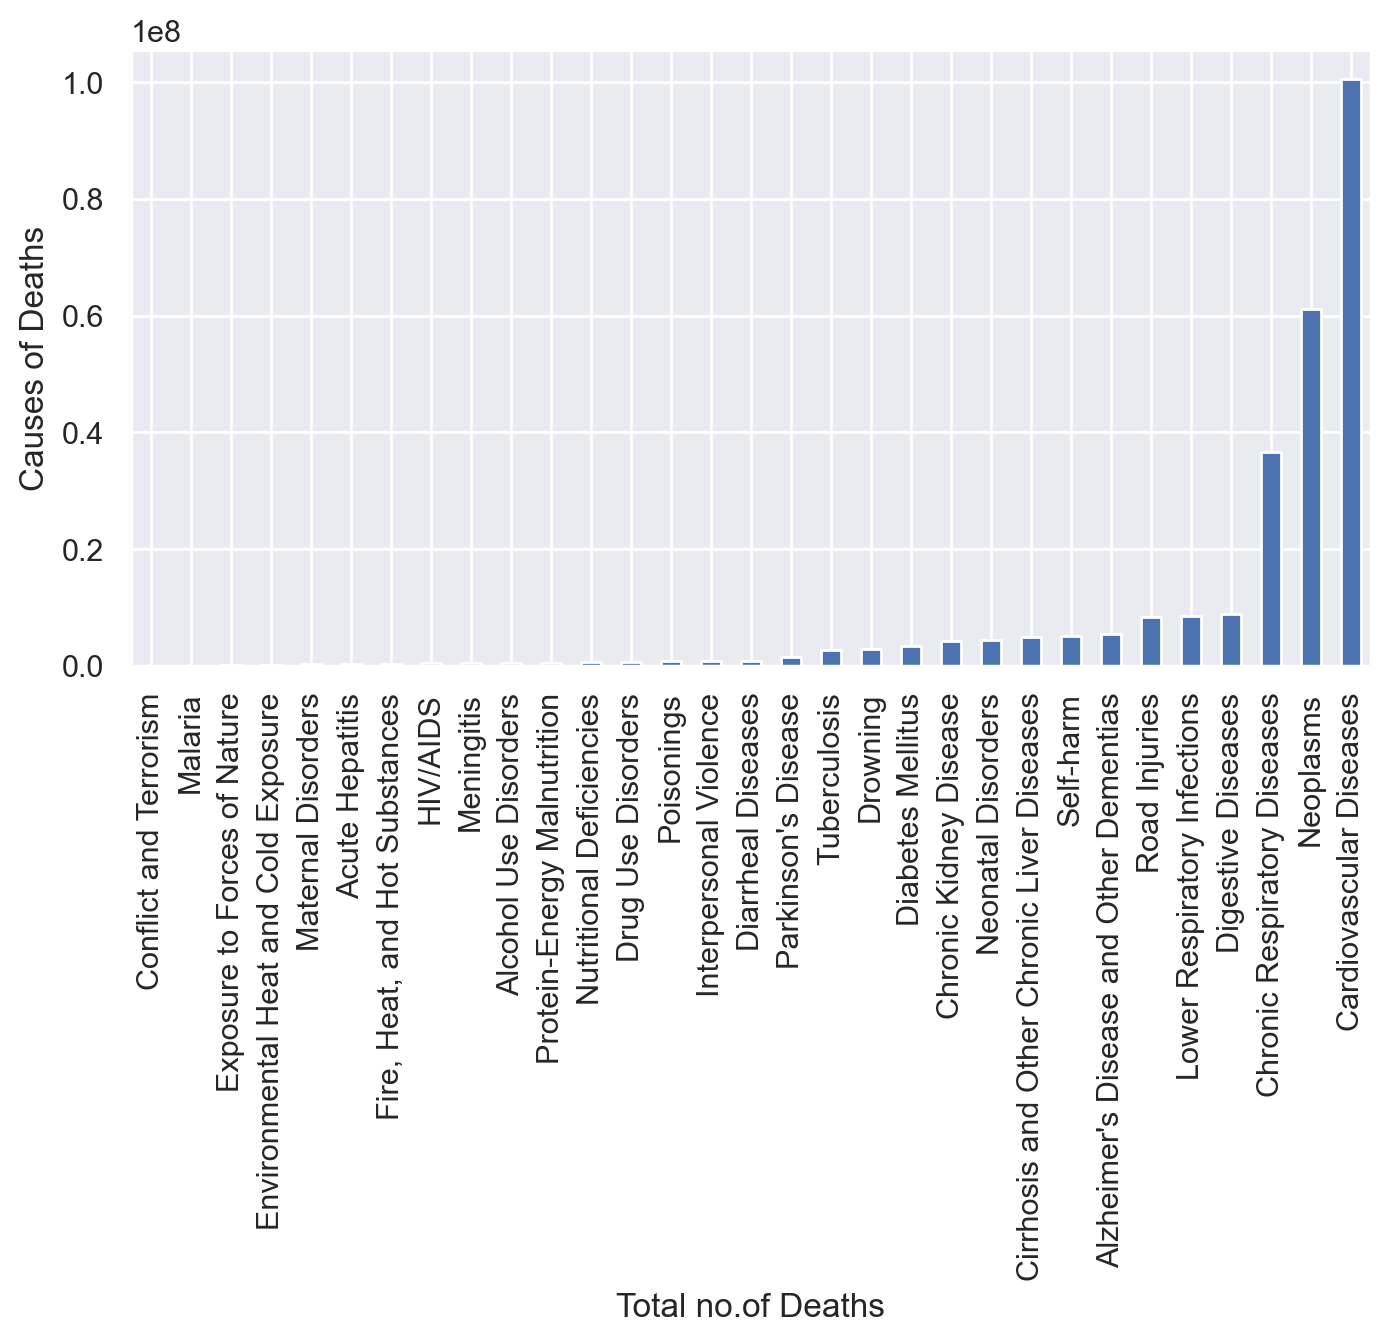 1e8
1.0
0.8
0.6
0.4
0.2
0.0
Causes of Deaths
Conflict and Terrorism
Malaria
Exposure to Forces of Nature
Environmental Heat and Cold Exposure
Maternal Disorders
Acute Hepatitis
Fire, Heat, and Hot Substances
HIV/AIDS
Meningitis
Alcohol Use Disorders
Protein-Energy Malnutrition
Nutritional Deficiencies
Drug Use Disorders
Poisonings
Interpersonal Violence
Diarrheal Diseases
Parkinson's Disease
Tuberculosis
Drowning
Diabetes Mellitus
Chronic Kidney Disease
Neonatal Disorders
Cirrhosis and Other Chronic Liver Diseases
Self-harm
Alzheimer's Disease and Other Dementias
Road Injuries
Lower Respiratory Infections
Digestive Diseases
Chronic Respiratory Diseases
Neoplasms
Cardiovascular Diseases
Total no.of Deaths